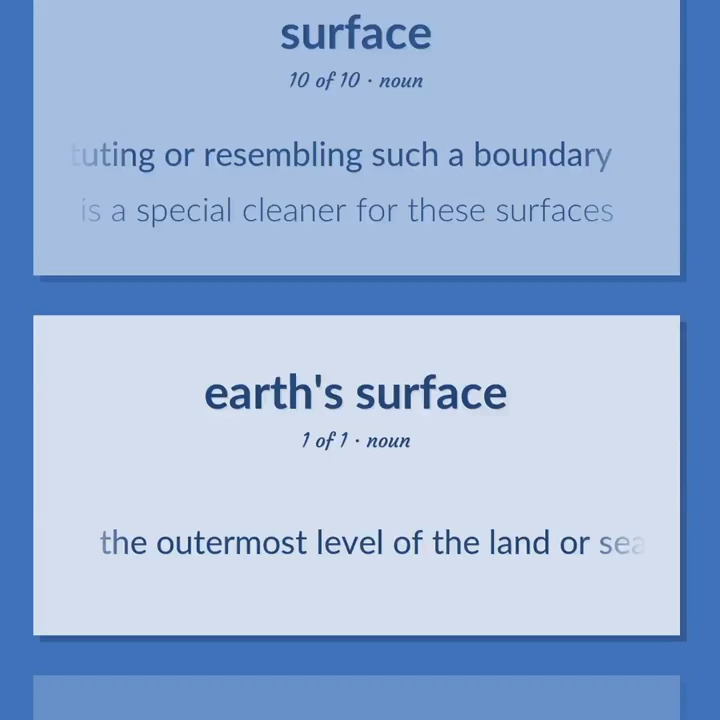 surface
10 of 10 · noun
tuting or resembling such a boundary
is a special cleaner for these surfaces
earth's surface
1 of 1 · noun
the outermost level of the land or sea